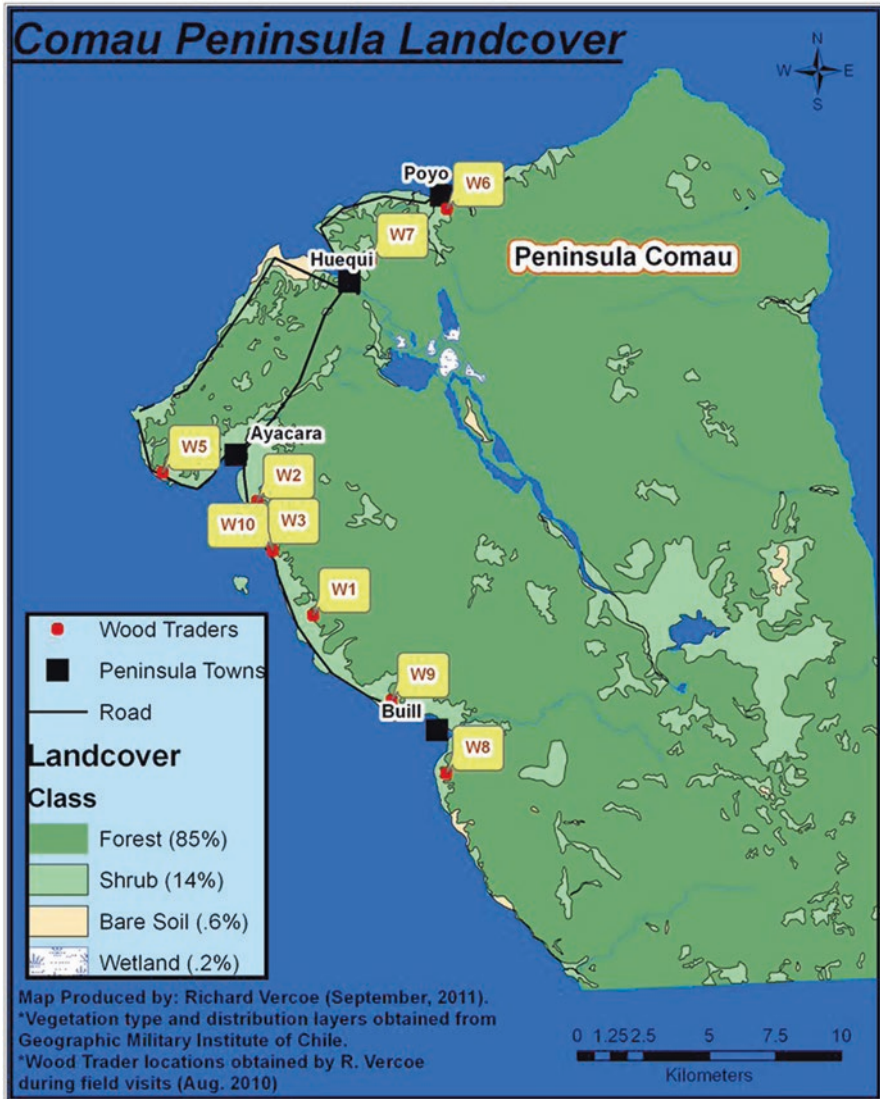 Comau Peninsula Landcover
N
W E
S
Poyo
W6
W7
Peninsula Comau
Huequi
Ayacara
W5
W2
W10
W3
W1
W9
Buill
W8
Wood Traders
Peninsula Towns
Road
Landcover
Class
Forest (85%)
Shrub (14%)
Bare Soil (.6%)
Wetland (.2%)
Map Produced by: Richard Vercoe (September, 2011).
*Vegetation type and distribution layers obtained from
Geographic Military Institute of Chile.
*Wood Trader locations obtained by R. Vercoe
during field visits (Aug. 2010)
0 1.25 2.5 5 7.5 10
Kilometers